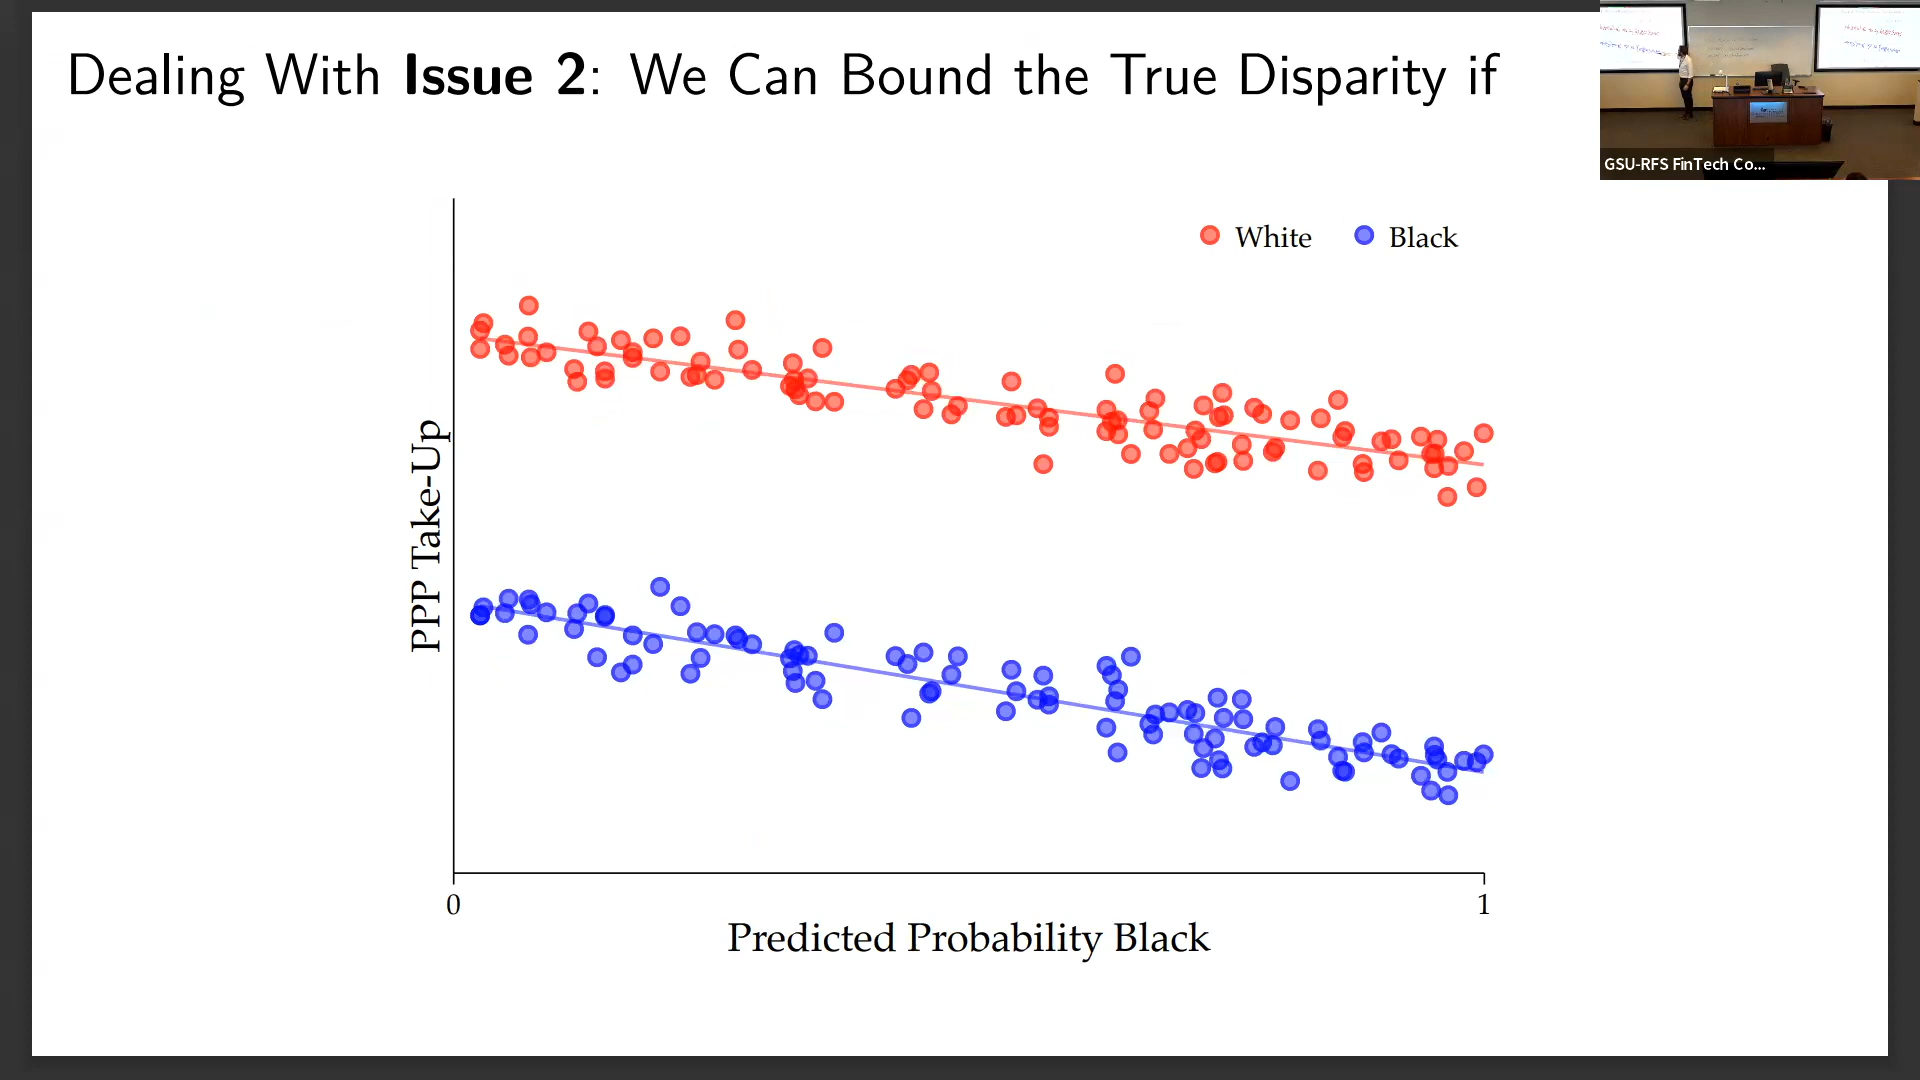 Dealing With Issue 2: We Can Bound the True Disparity if
GSU-RFS FinTech Co...
White
Black
PPP Take-Up
0
1
Predicted Probability Black